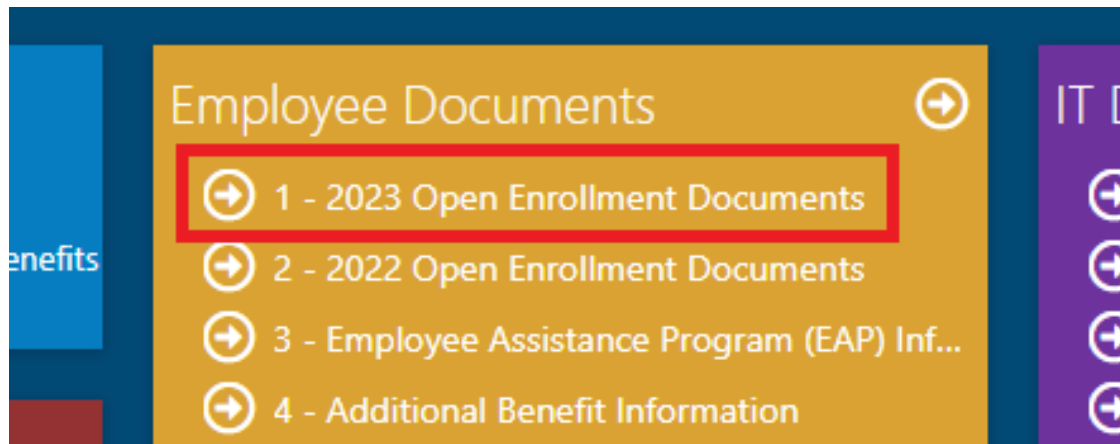 Employee Documents
1 - 2023 Open Enrollment Documents
2 - 2022 Open Enrollment Documents
3 - Employee Assistance Program (EAP) Inf...
4 - Additional Benefit Information
enefits
IT